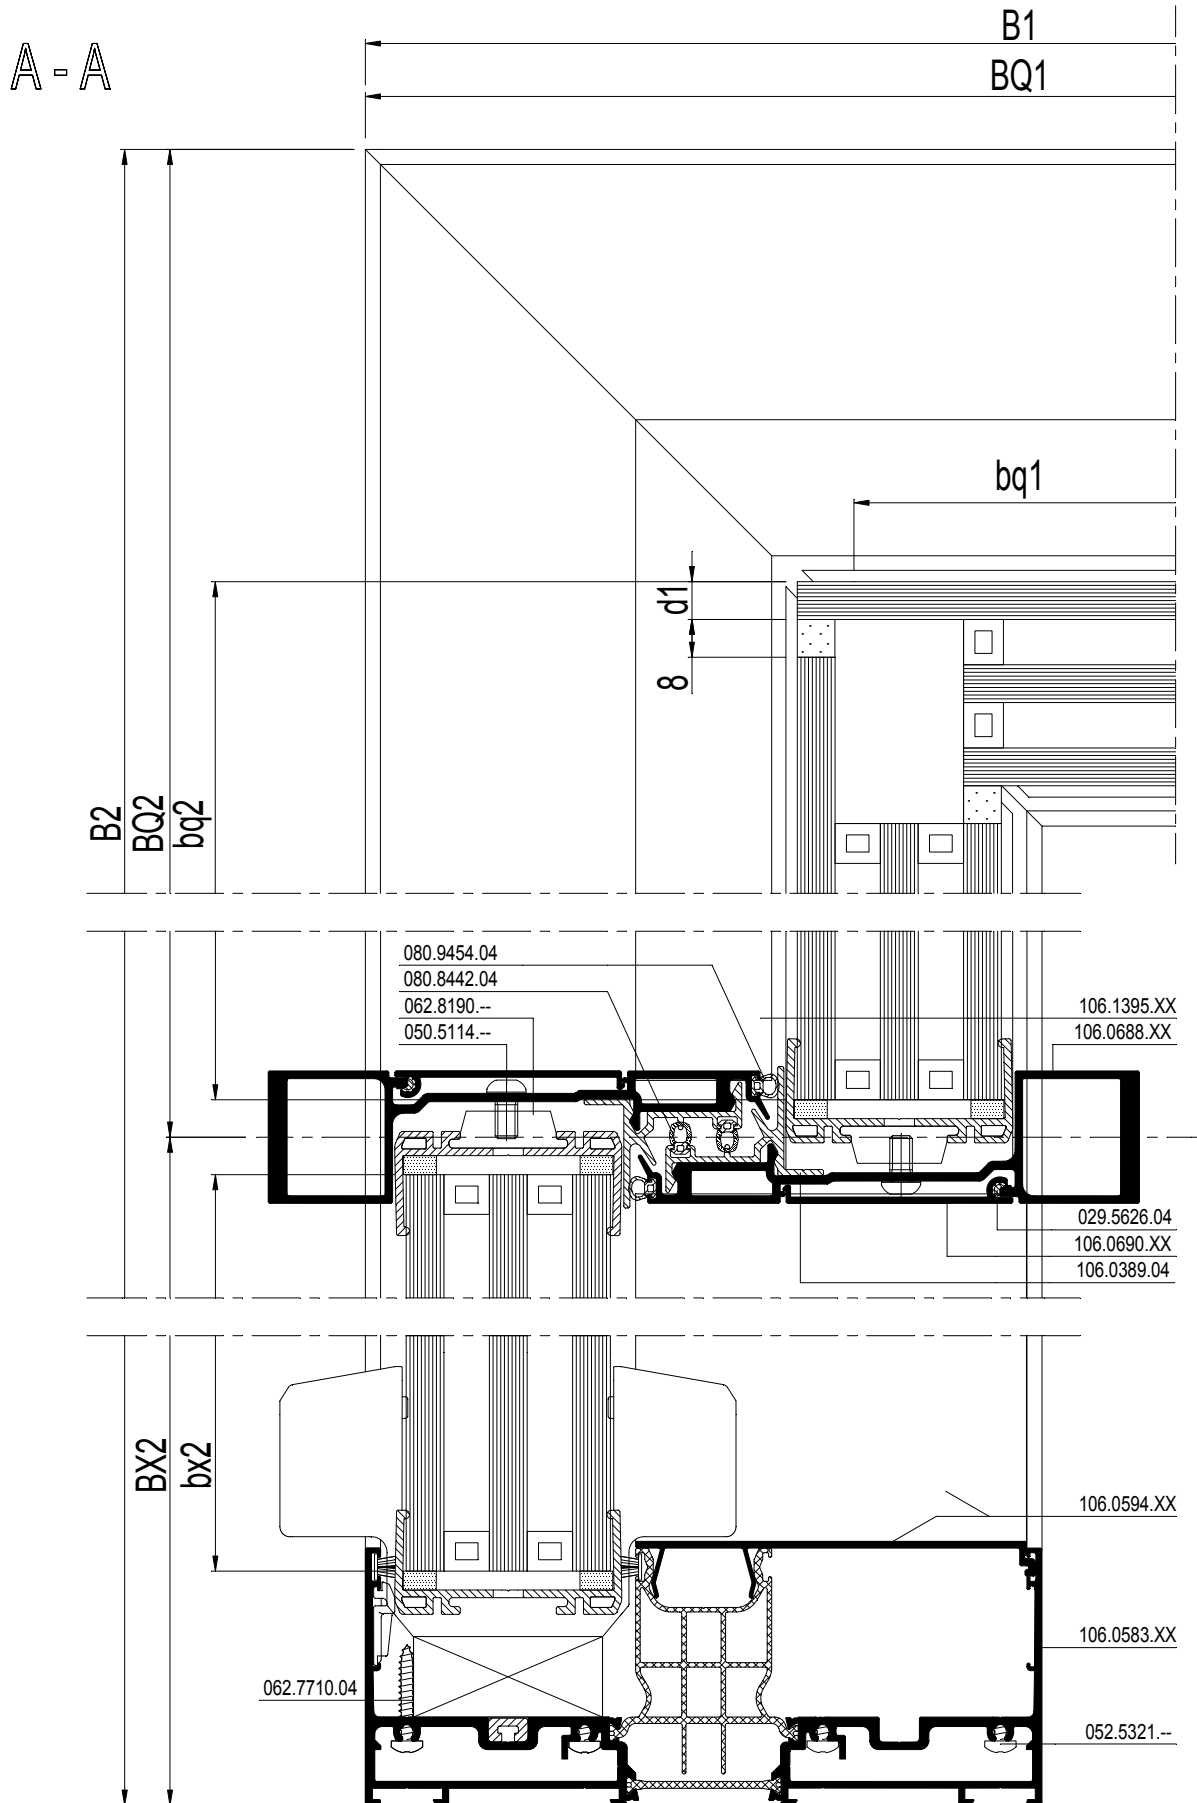 A - A
B1
BQ1
bq1
d1
8
B2
BQ2
bq2
080.9454.04
080.8442.04
062.8190.--
050.5114.--
106.1395.XX
106.0688.XX
029.5626.04
106.0690.XX
106.0389.04
BX2
bx2
106.0594.XX
106.0583.XX
062.7710.04
052.5321.--